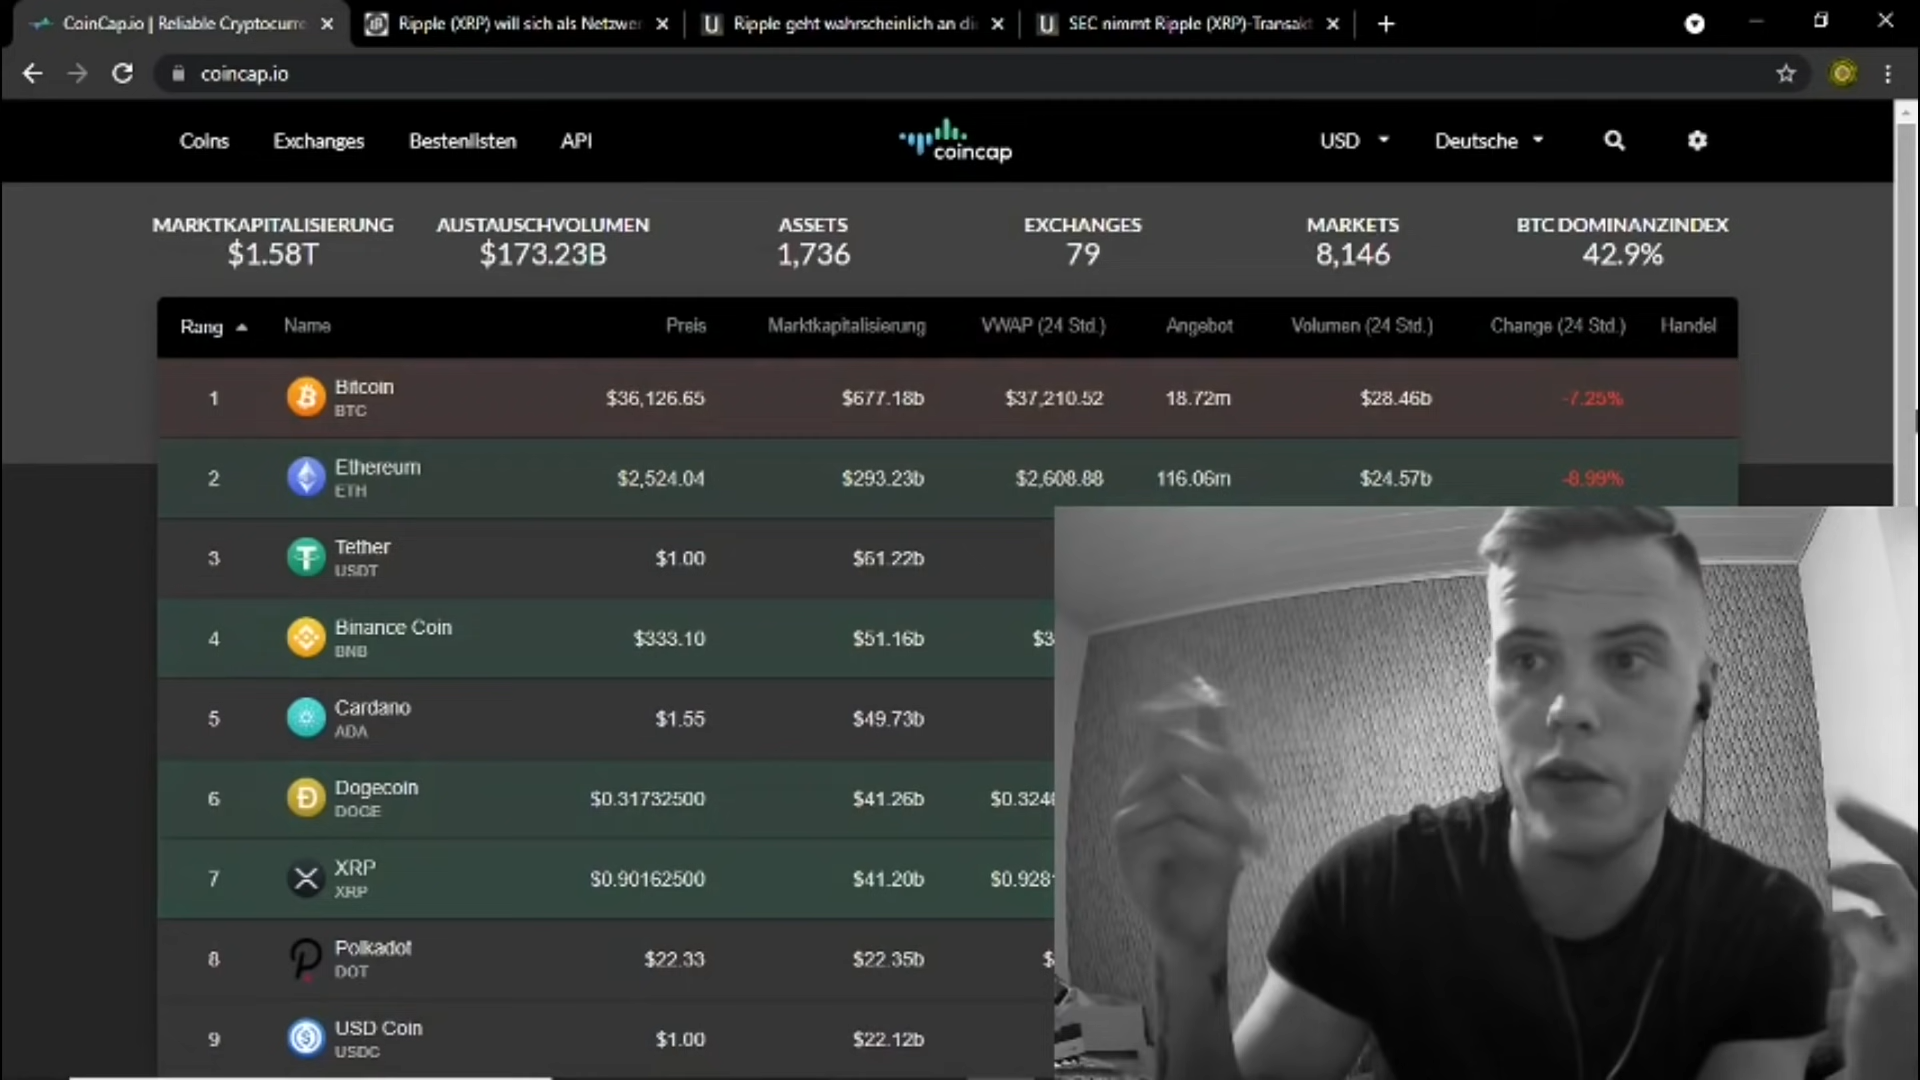 CoinCap.io | Reliable Cryptocurre
Ripple (XRP) will sich als Netzwer
Ripple geht wahrscheinlich an di
SEC nimmt Ripple (XRP)-Transakt
coincap.io
Coins Exchanges Bestenlisten API
coincap
USD Deutsche
MARKTKAPITALISIERUNG AUSTAUSCHVOLUMEN ASSETS EXCHANGES MARKETS BTC DOMINANZINDEX
$1.58T $173.23B 1,736 79 8,146 42.9%
Rang Name Preis Marktkapitalisierung VWAP (24 Std.) Angebot Volumen (24 Std.) Change (24 Std.) Handel
1 Bitcoin $36,126.65 $677.18b $37,210.52 18.72m $28.46b -7.25%
BTC
2 Ethereum $2,524.04 $293.23b $2,608.88 116.06m $24.57b -8.99%
ETH
3 Tether $1.00 $61.22b
USDT
4 Binance Coin $333.10 $51.16b $3
BNB
5 Cardano $1.55 $49.73b
ADA
6 Dogecoin $0.31732500 $41.26b $0.324
DOGE
7 XRP $0.90162500 $41.20b $0.928
XRP
8 Polkadot $22.33 $22.35b $
DOT
9 USD Coin $1.00 $22.12b
USDC